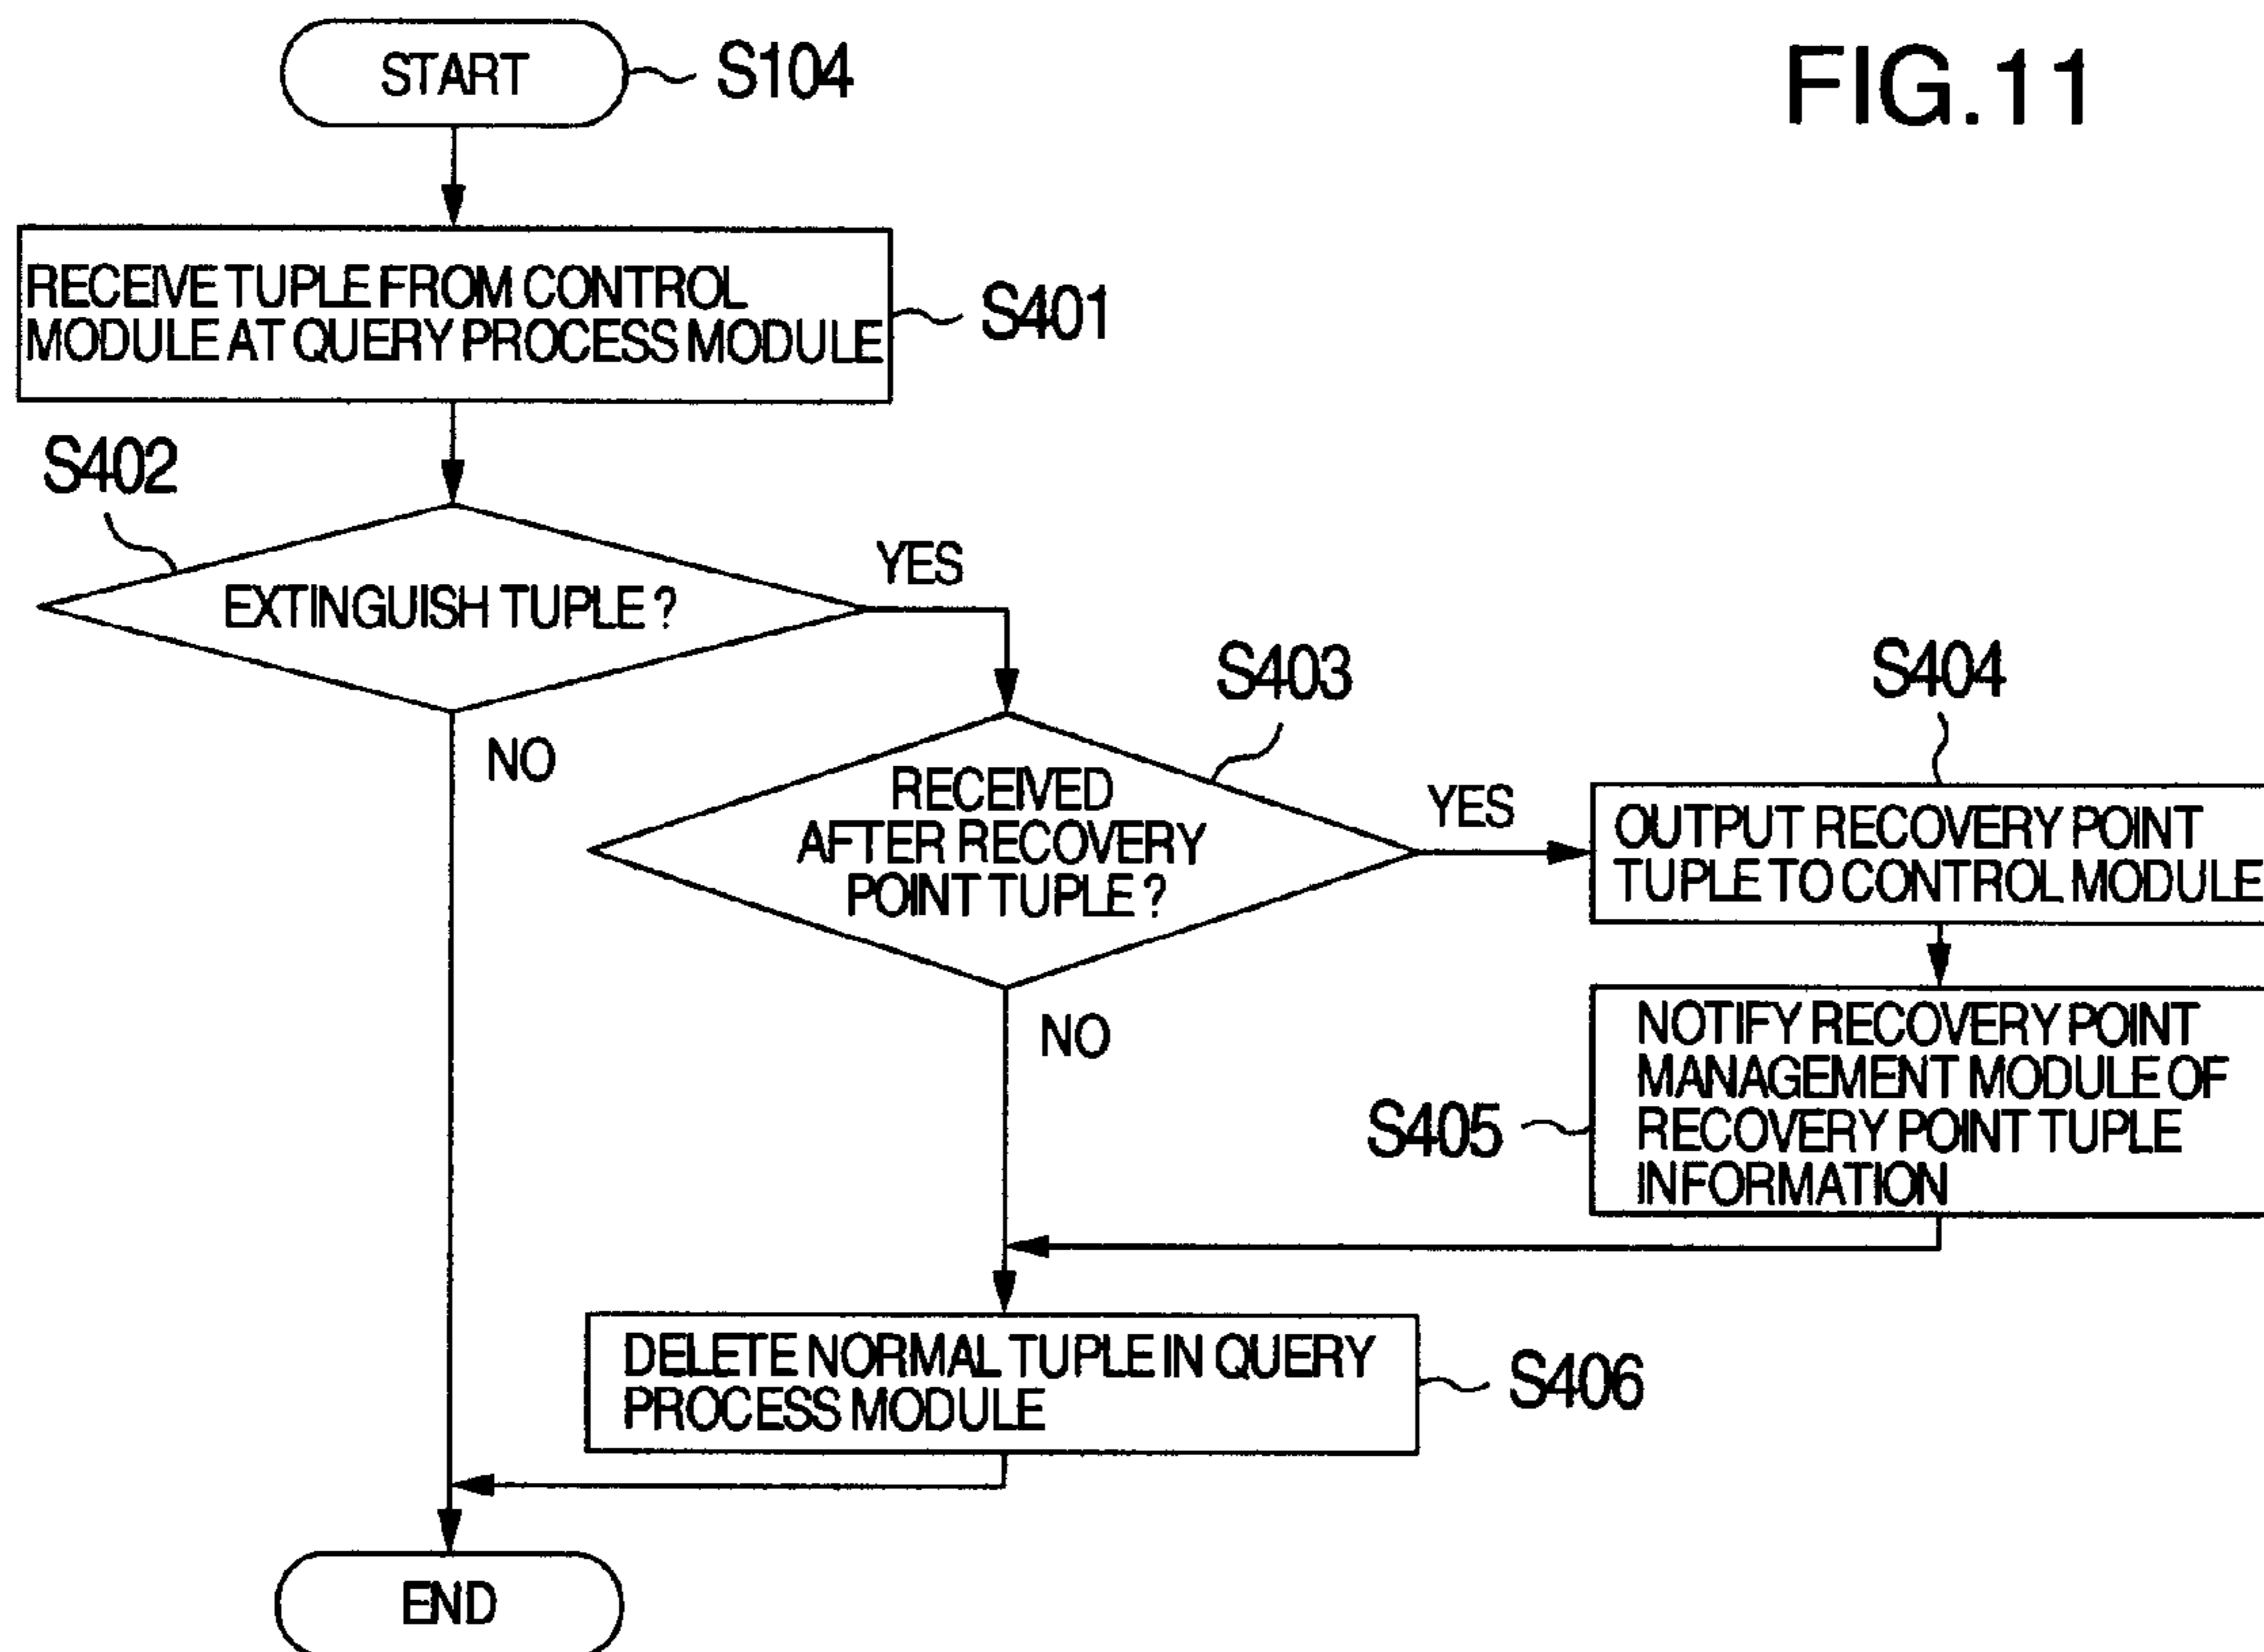 FIG.11
START
S104
RECEIVE TUPLE FROM CONTROL
MODULE AT QUERY PROCESS MODULE
S401
S402
EXTINGUISH TUPLE ?
YES
NO
S403
RECEIVED
AFTER RECOVERY
POINT TUPLE ?
YES
NO
S404
OUTPUT RECOVERY POINT
TUPLE TO CONTROL MODULE
S405
NOTIFY RECOVERY POINT
MANAGEMENT MODULE OF
RECOVERY POINT TUPLE
INFORMATION
DELETE NORMAL TUPLE IN QUERY
PROCESS MODULE
S406
END